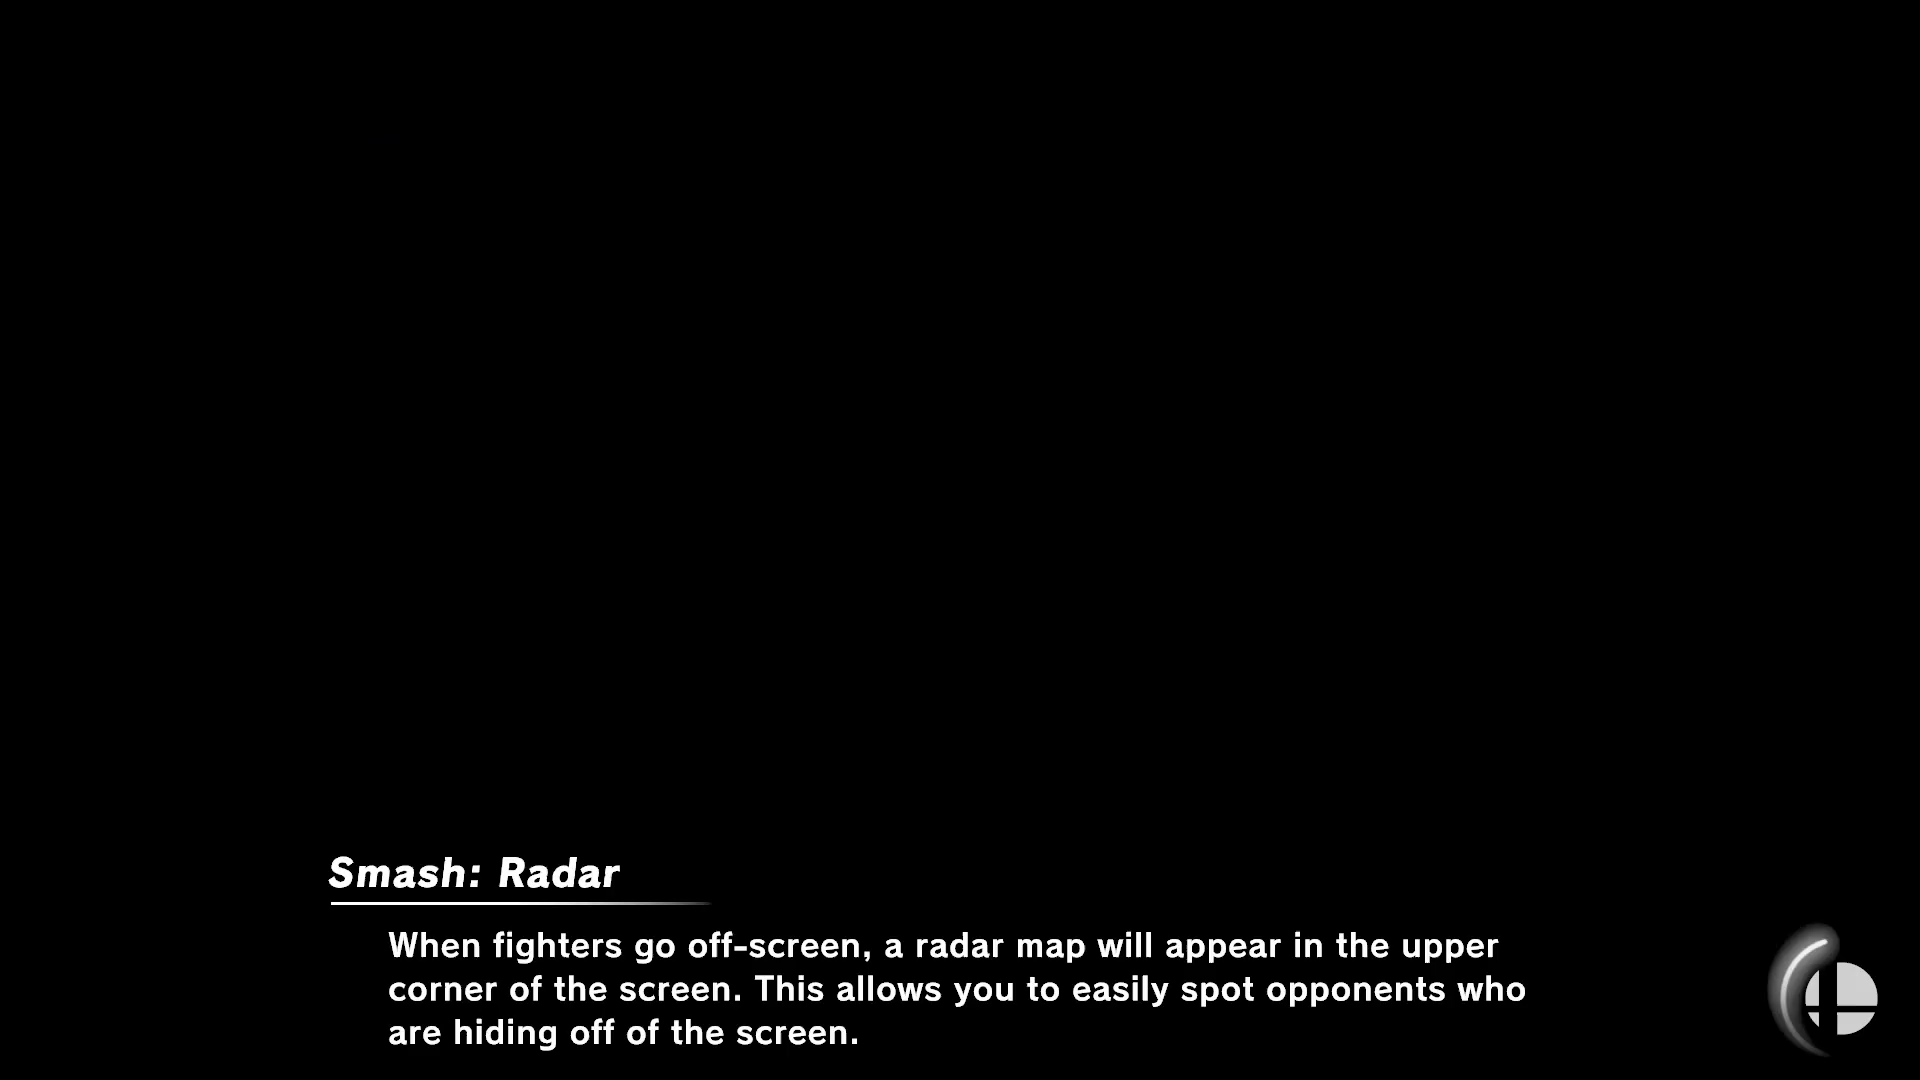 Smash: Radar
When fighters go off-screen, a radar map will appear in the upper
corner of the screen. This allows you to easily spot opponents who
are hiding off of the screen.